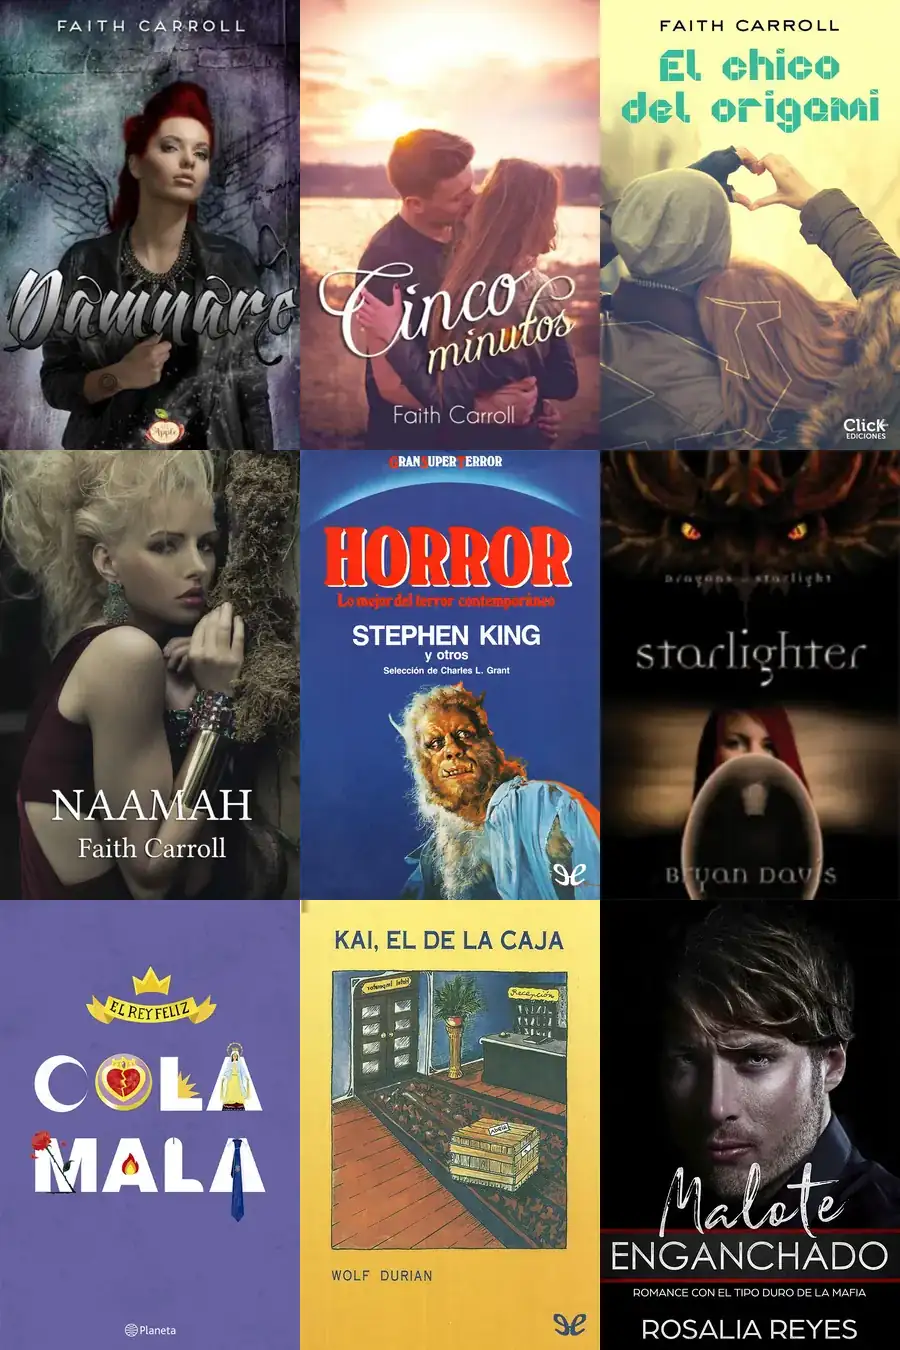 FAITH CARROLL
Damnare
Apple
Cinco
minutos
Faith Carroll
FAITH CARROLL
El chico
del origami
Click
EDICIONES
NAAMAH
Faith Carroll
GRAN SUPER TERROR
HORROR
Lo mejor del terror contemporáneo
STEPHEN KING
y otros
Selección de Charles L. Grant
Dragons of starlight
starlighter
BRYAN DAVIS
EL REY FELIZ
COLA
MALA
Planeta
KAI, EL DE LA CAJA
Recepción
WOLF DURIAN
Malote
ENGANCHADO
ROMANCE CON EL TIPO DURO DE LA MAFIA
ROSALIA REYES